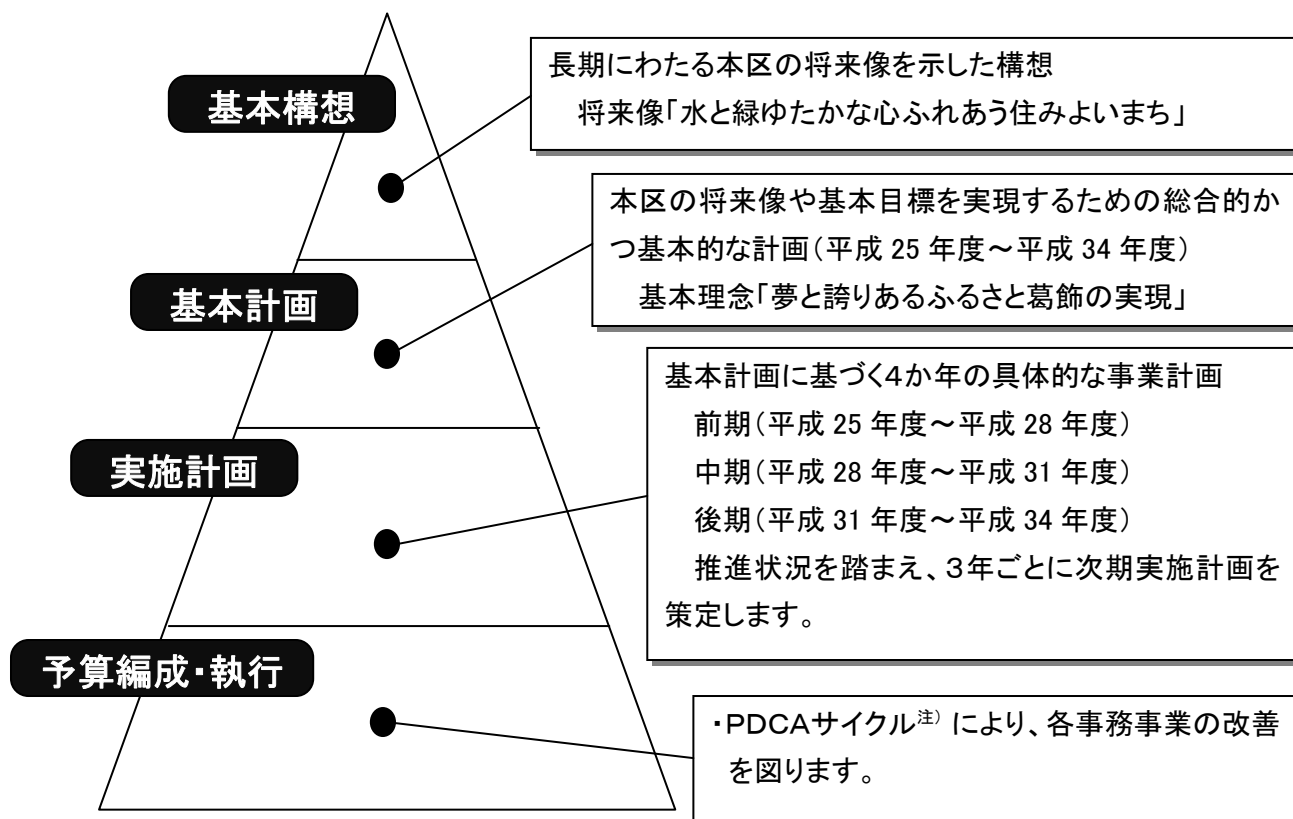 基本構想
長期にわたる本区の将来像を示した構想
将来像「水と緑ゆたかな心ふれあう住みよいまち」
基本計画
本区の将来像や基本目標を実現するための総合的か
つ基本的な計画(平成 25 年度~平成 34 年度)
基本理念「夢と誇りあるふるさと葛飾の実現」
実施計画
基本計画に基づく4か年の具体的な事業計画
前期(平成 25 年度~平成 28 年度)
中期(平成 28 年度~平成 31 年度)
後期(平成 31 年度~平成 34 年度)
推進状況を踏まえ、3年ごとに次期実施計画を
策定します。
予算編成・執行
・PDCAサイクル注) により、各事務事業の改善
を図ります。